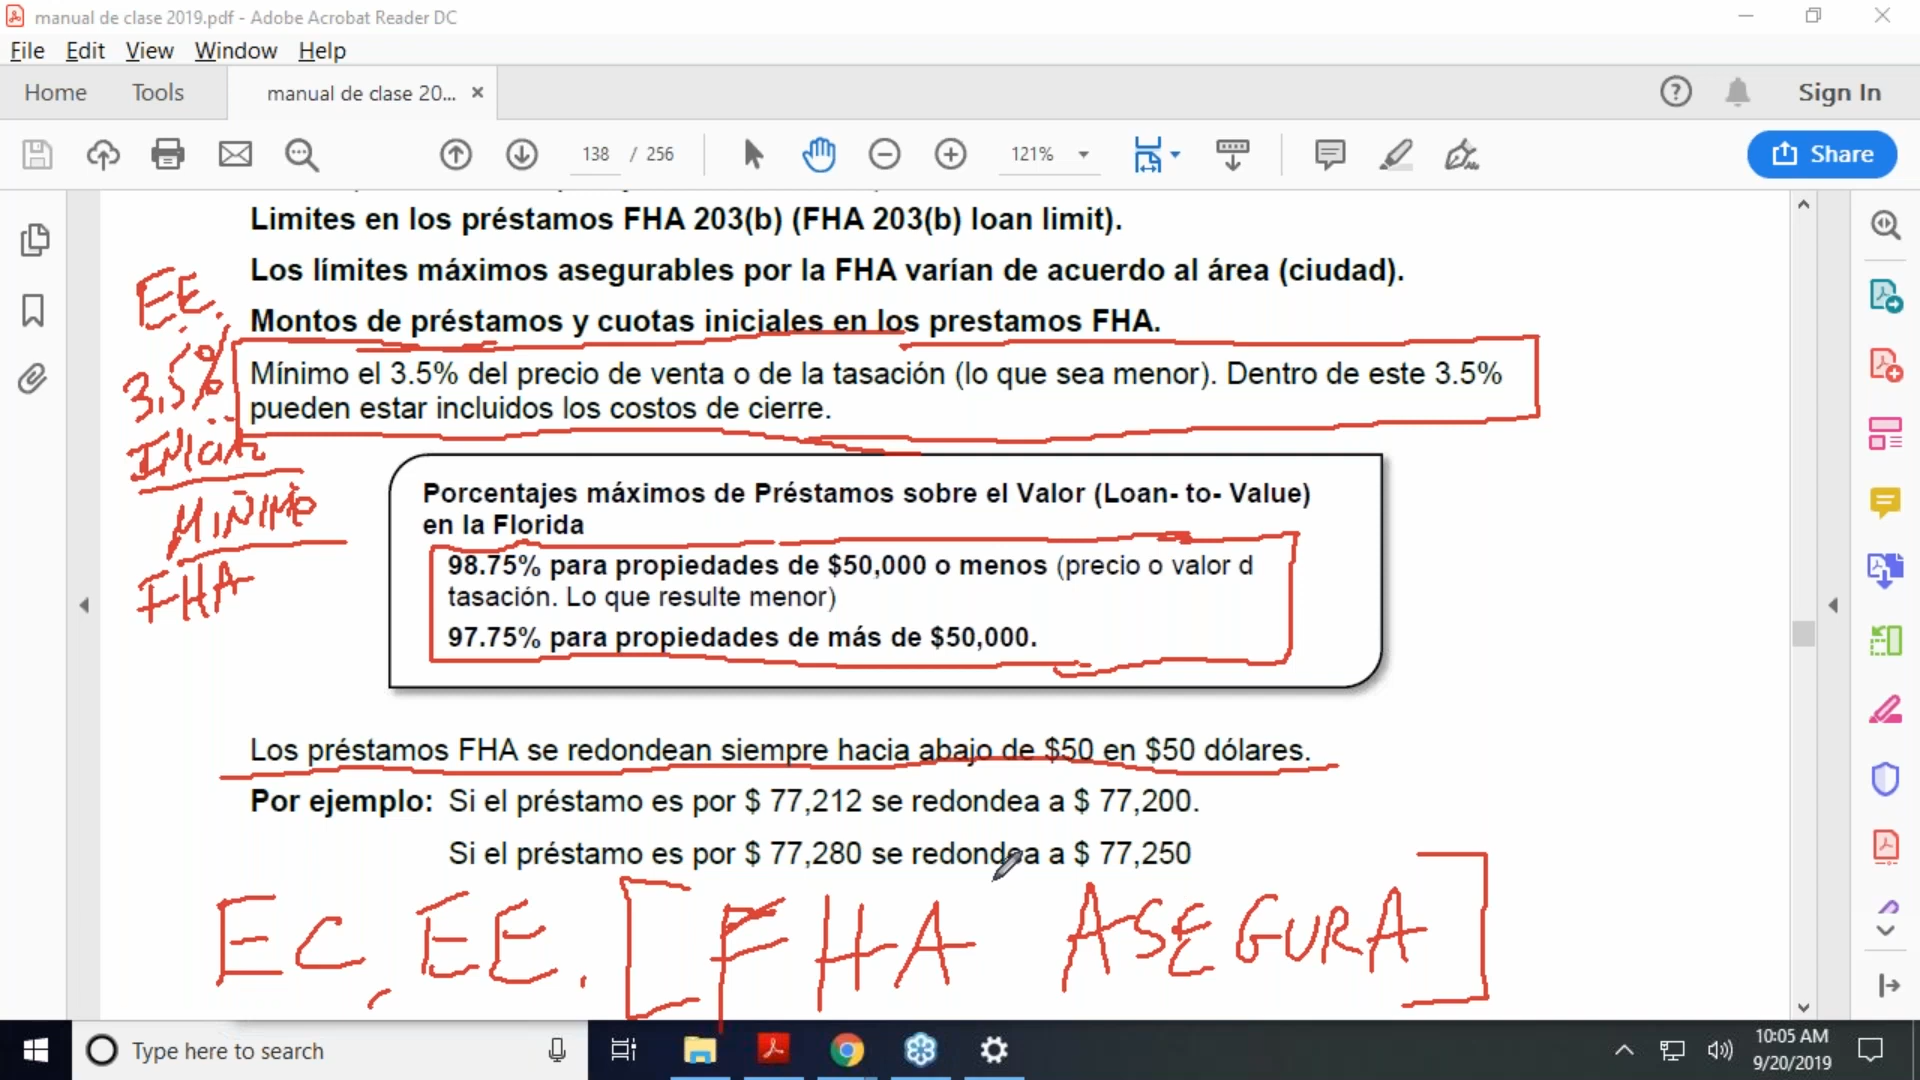 manual de clase 2019.pdf - Adobe Acrobat Reader DC
File Edit View Window Help
Home Tools manual de clase 20... × Sign In
138 / 256 121% Share
Limites en los préstamos FHA 203(b) (FHA 203(b) loan limit).
Los límites máximos asegurables por la FHA varían de acuerdo al área (ciudad).
Montos de préstamos y cuotas iniciales en los prestamos FHA.
Mínimo el 3.5% del precio de venta o de la tasación (lo que sea menor). Dentro de este 3.5%
pueden estar incluidos los costos de cierre.
EE.
3.5%
INICIAL
MINIMO
FHA
Porcentajes máximos de Préstamos sobre el Valor (Loan- to- Value)
en la Florida
98.75% para propiedades de $50,000 o menos (precio o valor d
tasación. Lo que resulte menor)
97.75% para propiedades de más de $50,000.
Los préstamos FHA se redondean siempre hacia abajo de $50 en $50 dólares.
Por ejemplo: Si el préstamo es por $ 77,212 se redondea a $ 77,200.
Si el préstamo es por $ 77,280 se redondea a $ 77,250
EC, EE. [FHA ASEGURA]
Type here to search
10:05 AM
9/20/2019